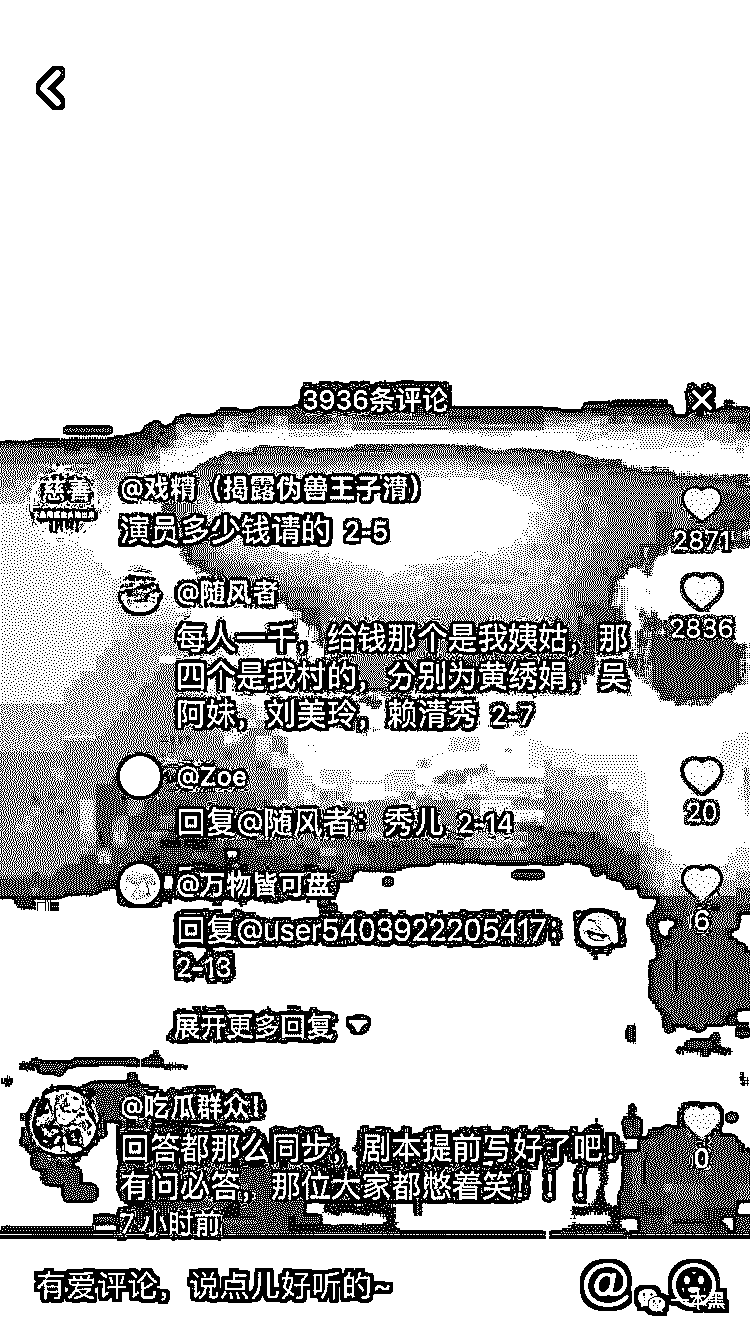 3936条评论
慈善
@戏精（揭露伪善王子渭）
演员多少钱请的 2-5
2871
@随风者
每人一千，给钱那个是我姨姑，那
四个是我村的，分别为黄绣娟，吴
阿妹，刘美玲，赖清秀 2-7
2836
@Zoe
回复@随风者：秀儿 2-14
20
@万物皆可盘
回复@user5403922205417：
2-13
6
展开更多回复
@吃瓜群众!
回答都那么同步，剧本提前写好了吧!
有问必答，那位大家都憋着笑！！！
7小时前
0
有爱评论，说点儿好听的~
@
一本黑